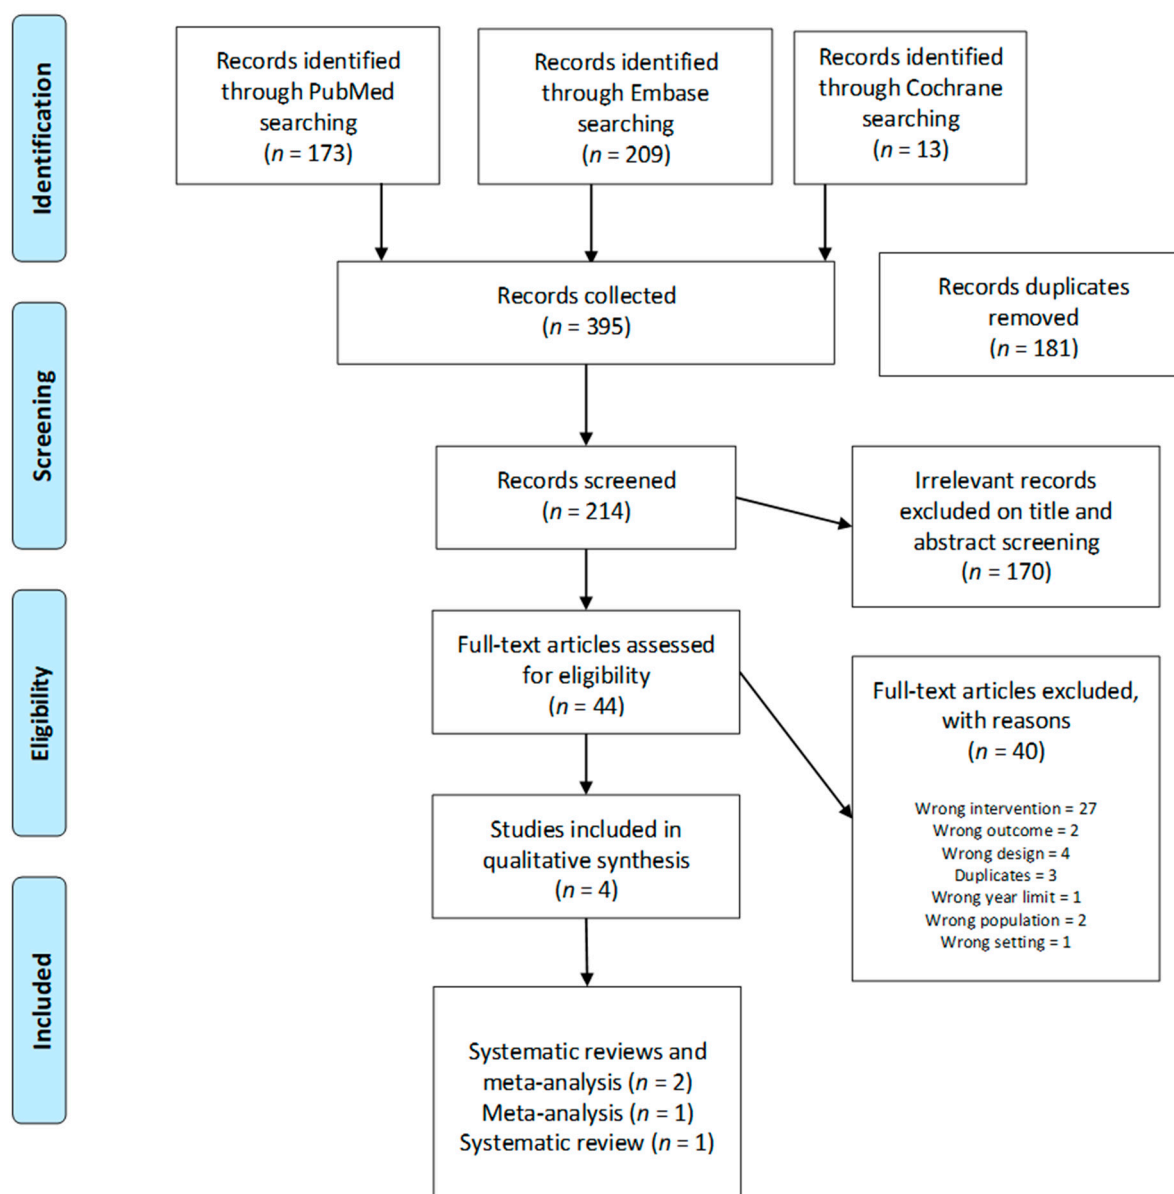 Identification
Records identified
through PubMed
searching
(n = 173)
Records identified
through Embase
searching
(n = 209)
Records identified
through Cochrane
searching
(n = 13)
Records collected
(n = 395)
Records duplicates
removed
(n = 181)
Screening
Records screened
(n = 214)
Irrelevant records
excluded on title and
abstract screening
(n = 170)
Eligibility
Full-text articles assessed
for eligibility
(n = 44)
Full-text articles excluded,
with reasons
(n = 40)
Wrong intervention = 27
Wrong outcome = 2
Wrong design = 4
Duplicates = 3
Wrong year limit = 1
Wrong population = 2
Wrong setting = 1
Studies included in
qualitative synthesis
(n = 4)
Included
Systematic reviews and
meta-analysis (n = 2)
Meta-analysis (n = 1)
Systematic review (n = 1)